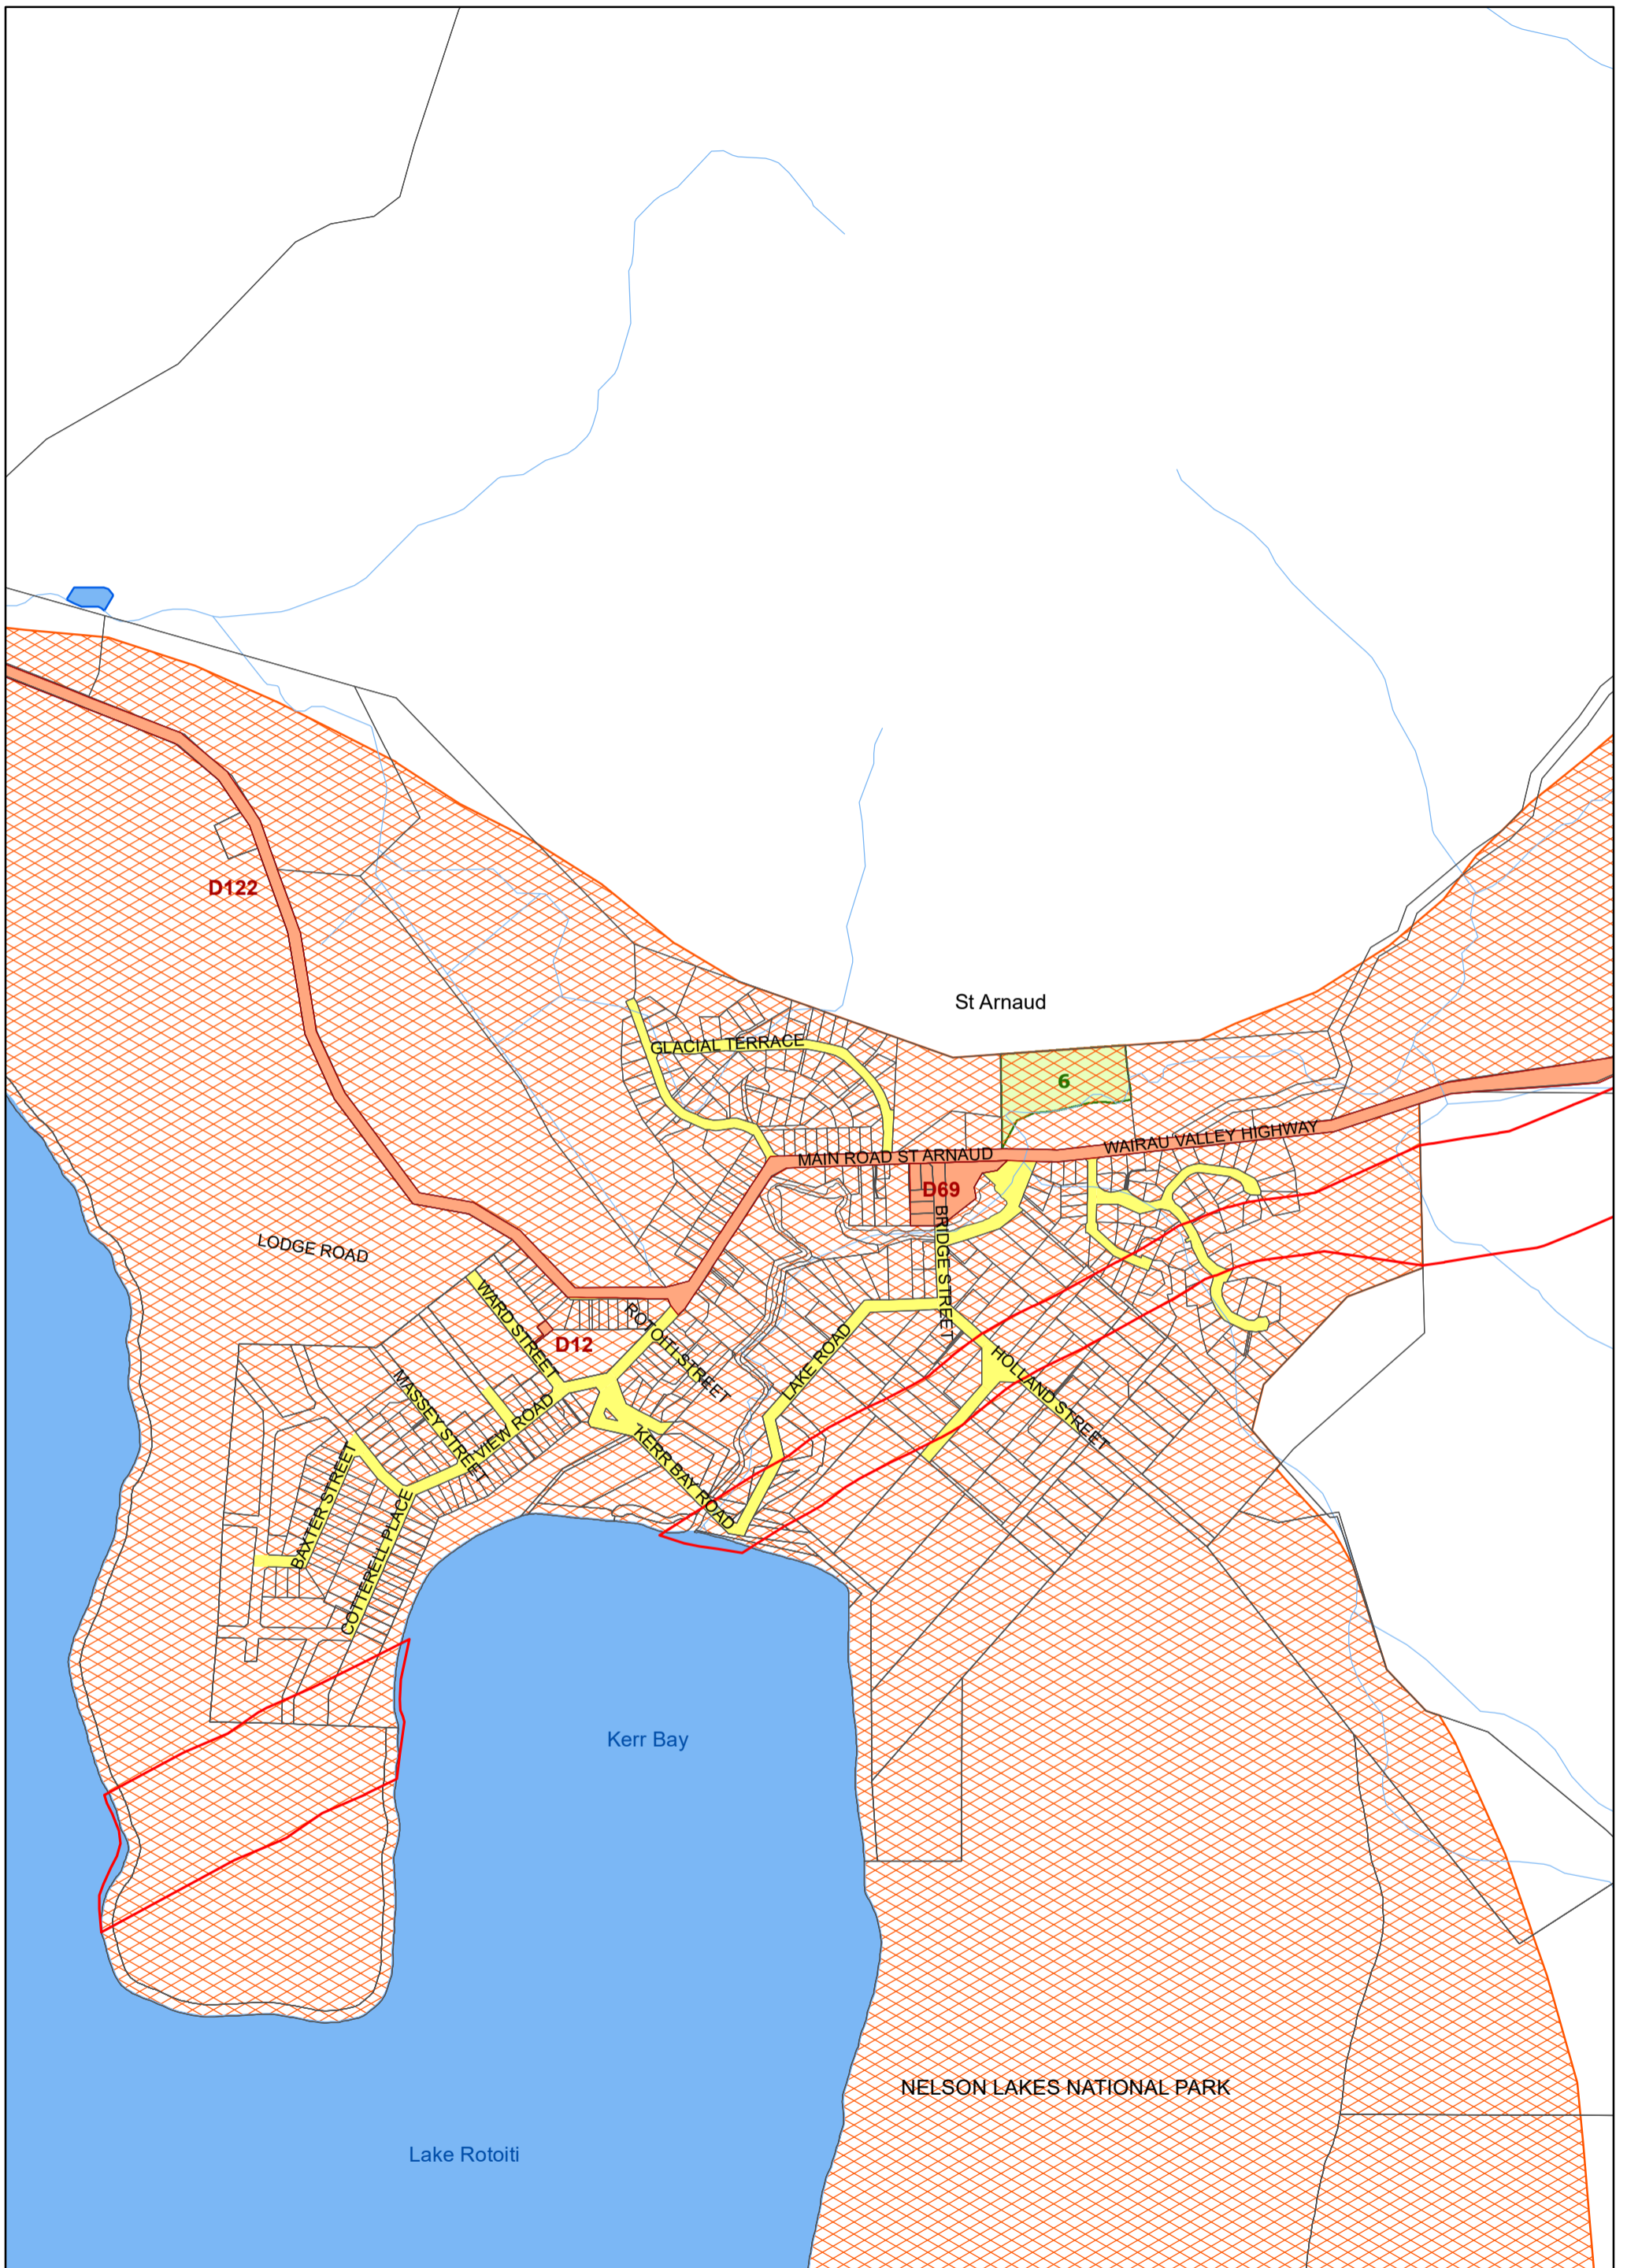 D122
St Arnaud
GLACIAL TERRACE
6
MAIN ROAD ST ARNAUD
WAIRAU VALLEY HIGHWAY
D69
BRIDGE STREET
LODGE ROAD
WARD STREET
ROTOITI STREET
D12
LAKE ROAD
HOLLAND STREET
MASSEY STREET
VIEW ROAD
KERR BAY ROAD
BAXTER STREET
COTTERELL PLACE
Kerr Bay
NELSON LAKES NATIONAL PARK
Lake Rotoiti